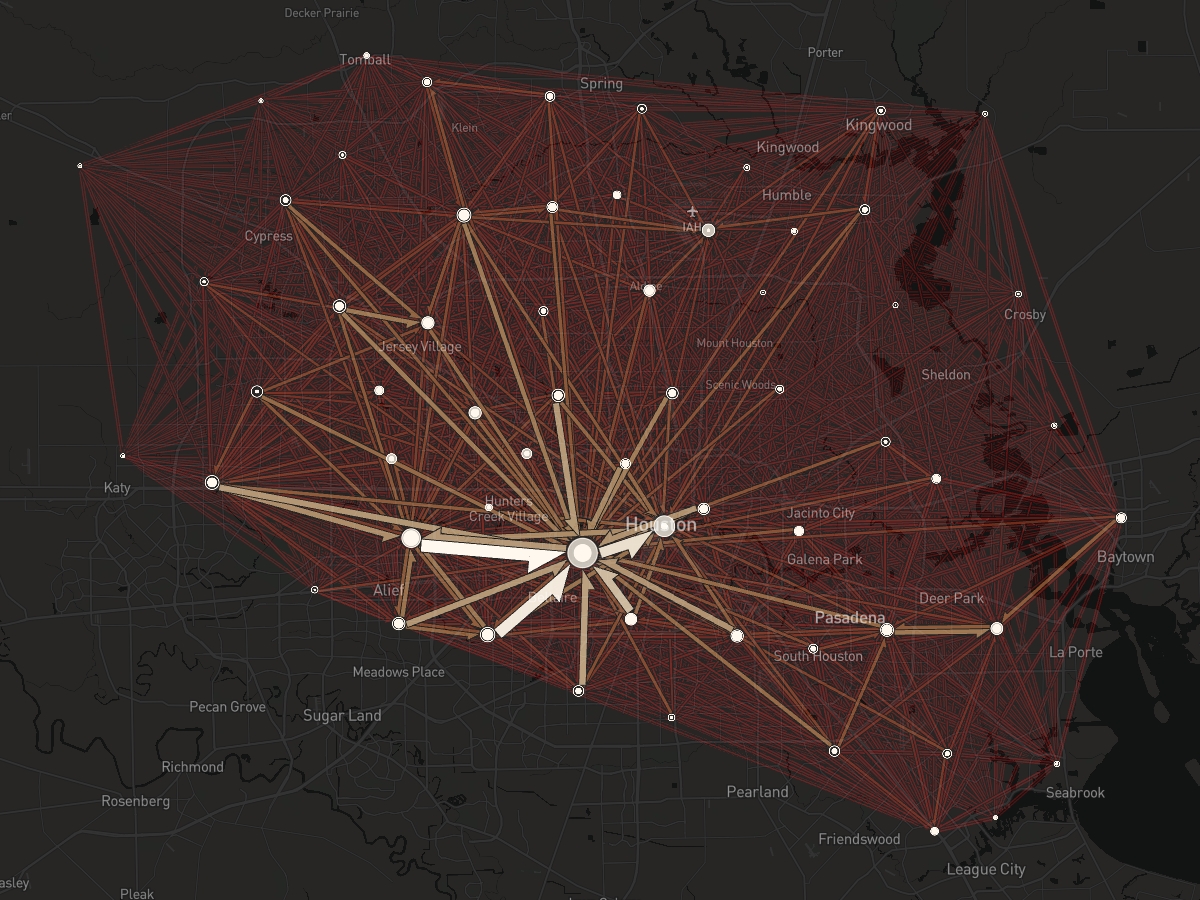 Decker Prairie
Porter
Tomball
Spring
Klein
Kingwood
Kingwood
Humble
IAH
Cypress
Crosby
Mount Houston
Jersey Village
Sheldon
Scenic Woods
Katy
Hunters
Creek Village
Houston
Jacinto City
Galena Park
Baytown
Alief
Deer Park
Pasadena
La Porte
South Houston
Meadows Place
Pecan Grove
Sugar Land
Richmond
Pearland
Seabrook
Rosenberg
Friendswood
League City
asley
Pleak